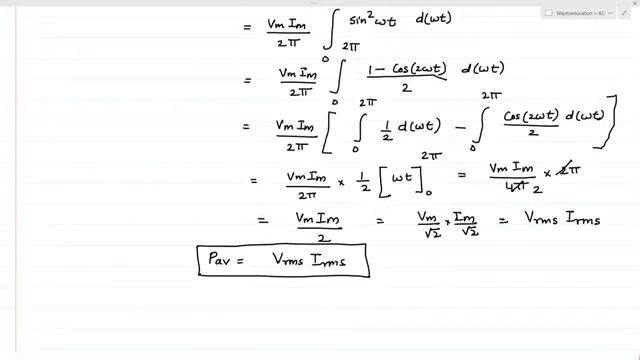 Waytoeducation • AC
= Vm Im / 2π ∫₀^2π sin²ωt d(ωt)
= Vm Im / 2π ∫₀^2π 1 − cos(2ωt) / 2 d(ωt)
= Vm Im / 2π [ ∫₀^2π 1/2 d(ωt) − ∫₀^2π cos(2ωt) / 2 d(ωt) ]
= Vm Im / 2π × 1/2 [ ωt ]₀^2π = Vm Im / 4π 2 × 2π
= Vm Im / 2 = Vm/√2 × Im/√2 = Vrms Irms
Pav = Vrms Irms